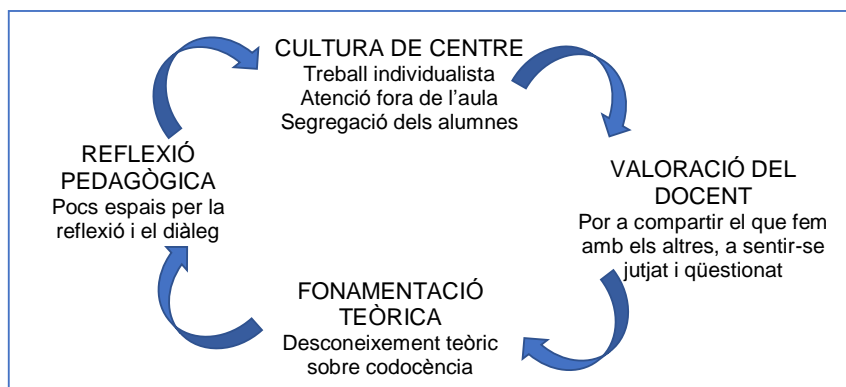 CULTURA DE CENTRE
Treball individualista
Atenció fora de l’aula
Segregació dels alumnes
VALORACIÓ DEL
DOCENT
Por a compartir el que fem
amb els altres, a sentir-se
jutjat i qüestionat
FONAMENTACIÓ
TEÒRICA
Desconeixement teòric
sobre codocència
REFLEXIÓ
PEDAGÒGICA
Pocs espais per la
reflexió i el diàleg